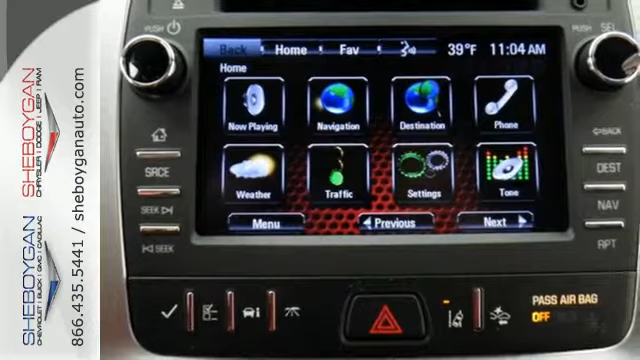 SHEBOYGAN
CHRYSLER | DODGE | JEEP | RAM
SHEBOYGAN
CHEVROLET | BUICK | GMC | CADILLAC
866.435.5441 / sheboyganauto.com
PUSH
PUSH SEL
Back Home Fav 39°F 11:04 AM
Home
Now Playing Navigation Destination Phone
Weather Traffic Settings Tone
Menu Previous Next
SRCE
SEEK
SEEK
BACK
DEST
NAV
RPT
PASS AIR BAG
OFF